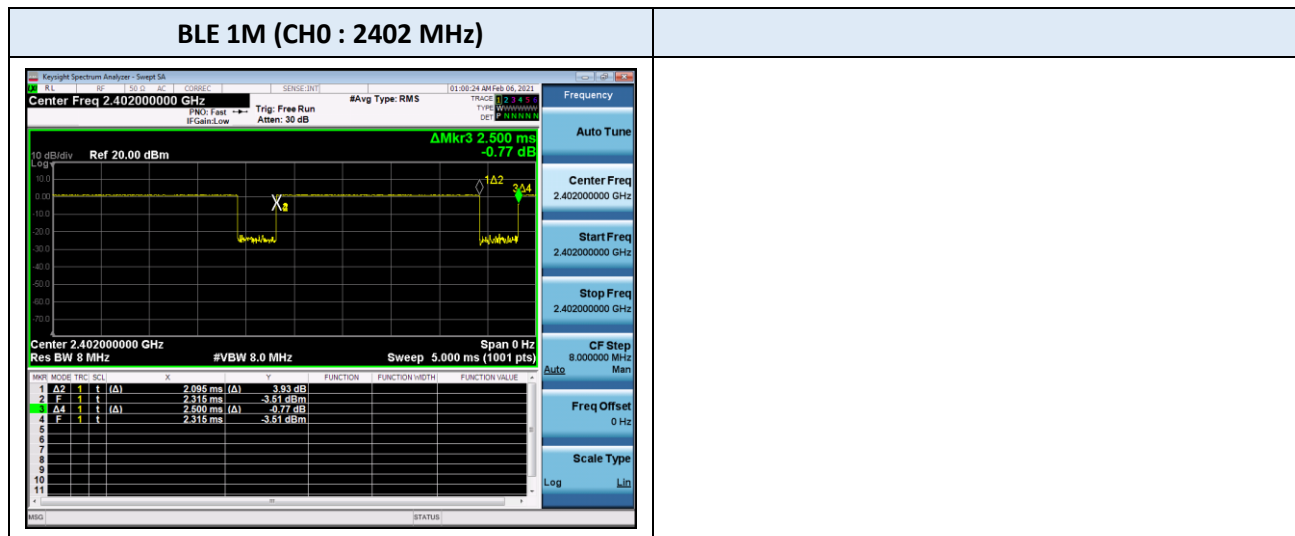 BLE 1M (CH0 : 2402 MHz)
Keysight Spectrum Analyzer - Swept SA
RL RF 50 Ω AC CORREC SENSE:INT 01:00:24 AM Feb 06, 2021
Center Freq 2.402000000 GHz #Avg Type: RMS TRACE 1 2 3 4 5 6
PNO: Fast Trig: Free Run TYPE WWWWWW
IFGain:Low Atten: 30 dB DET P NNNNN
Frequency
Auto Tune
ΔMkr3 2.500 ms
-0.77 dB
10 dB/div Ref 20.00 dBm
Log
10.0
0.00
-10.0
-20.0
-30.0
-40.0
-50.0
-60.0
-70.0
1Δ2
3Δ4
Center Freq
2.402000000 GHz
Start Freq
2.402000000 GHz
Stop Freq
2.402000000 GHz
Center 2.402000000 GHz Span 0 Hz
Res BW 8 MHz #VBW 8.0 MHz Sweep 5.000 ms (1001 pts)
CF Step
8.000000 MHz
Auto Man
MKR MODE TRC SCL X Y FUNCTION FUNCTION WIDTH FUNCTION VALUE
1 Δ2 1 t (Δ) 2.095 ms (Δ) 3.93 dB
2 F 1 t 2.315 ms -3.51 dBm
3 Δ4 1 t (Δ) 2.500 ms (Δ) -0.77 dB
4 F 1 t 2.315 ms -3.51 dBm
5
6
7
8
9
10
11
Freq Offset
0 Hz
Scale Type
Log Lin
MSG STATUS